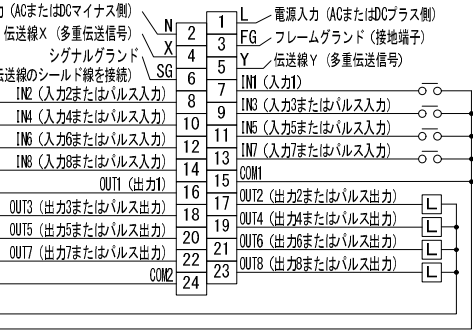 (ACまたはDCマイナス側) N
伝送線X (多重伝送信号) X
シグナルグランド SG
伝送線のシールド線を接続)
IN2 (入力2またはパルス入力)
IN4 (入力4またはパルス入力)
IN6 (入力6またはパルス入力)
IN8 (入力8またはパルス入力)
OUT1 (出力1)
OUT3 (出力3またはパルス出力)
OUT5 (出力5またはパルス出力)
OUT7 (出力7またはパルス出力)
COM2
2
4
6
8
10
12
14
16
18
20
22
24
1
3
5
7
9
11
13
15
17
19
21
23
L 電源入力 (ACまたはDCプラス側)
FG フレームグランド (接地端子)
Y 伝送線Y (多重伝送信号)
IN1 (入力1)
IN3 (入力3またはパルス入力)
IN5 (入力5またはパルス入力)
IN7 (入力7またはパルス入力)
COM1
OUT2 (出力2またはパルス出力) L
OUT4 (出力4またはパルス出力) L
OUT6 (出力6またはパルス出力) L
OUT8 (出力8またはパルス出力) L